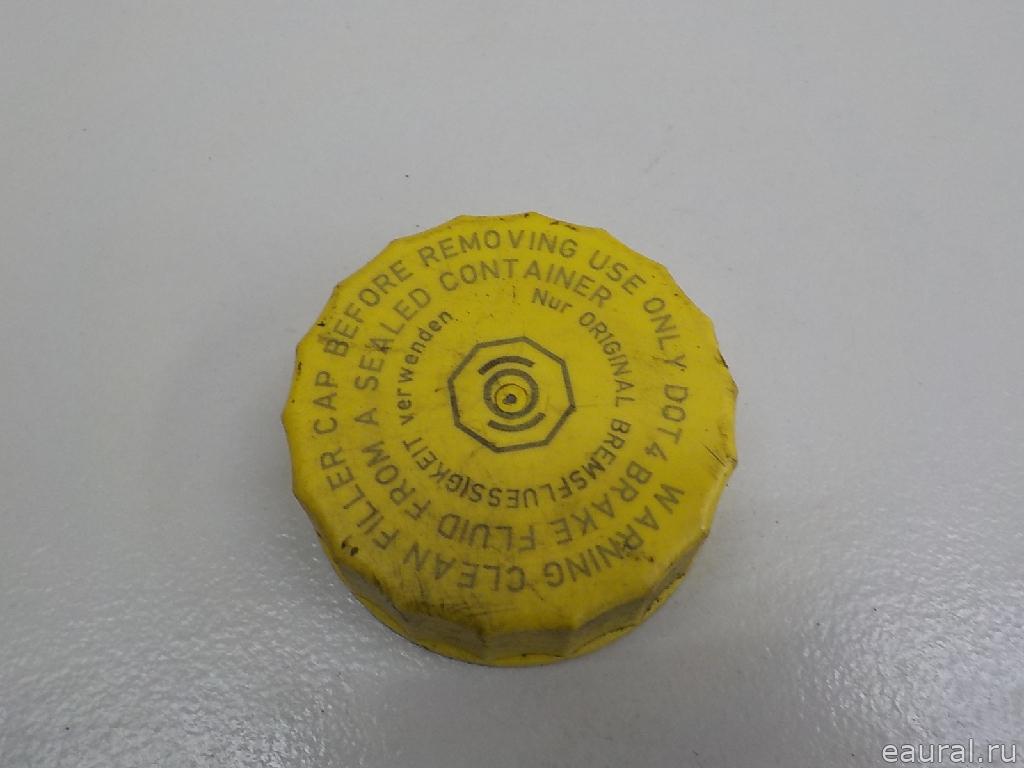 WARNING CLEAN FILLER CAP BEFORE REMOVING USE ONLY DOT 4
BRAKE FLUID FROM A SEALED CONTAINER
Nur ORIGINAL BREMSFLUESSIGKEIT verwenden
eaural.ru